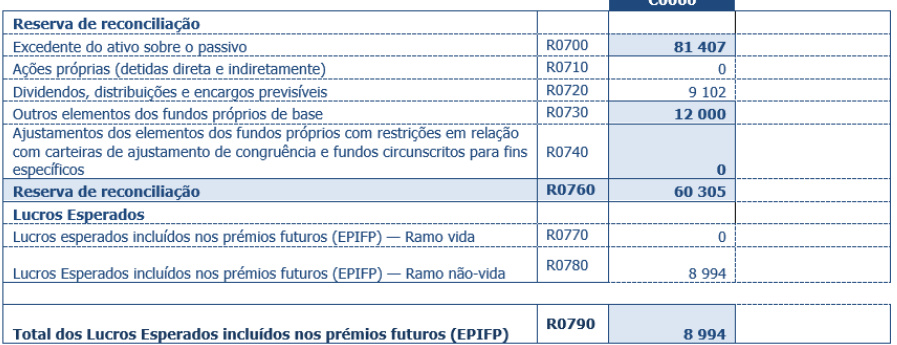 C0060
Reserva de reconciliação
Excedente do ativo sobre o passivo R0700 81 407
Ações próprias (detidas direta e indiretamente) R0710 0
Dividendos, distribuições e encargos previsíveis R0720 9 102
Outros elementos dos fundos próprios de base R0730 12 000
Ajustamentos dos elementos dos fundos próprios com restrições em relação
com carteiras de ajustamento de congruência e fundos circunscritos para fins R0740
específicos 0
Reserva de reconciliação R0760 60 305
Lucros Esperados
Lucros esperados incluídos nos prémios futuros (EPIFP) — Ramo vida R0770 0
Lucros Esperados incluídos nos prémios futuros (EPIFP) — Ramo não-vida R0780 8 994
Total dos Lucros Esperados incluídos nos prémios futuros (EPIFP) R0790 8 994